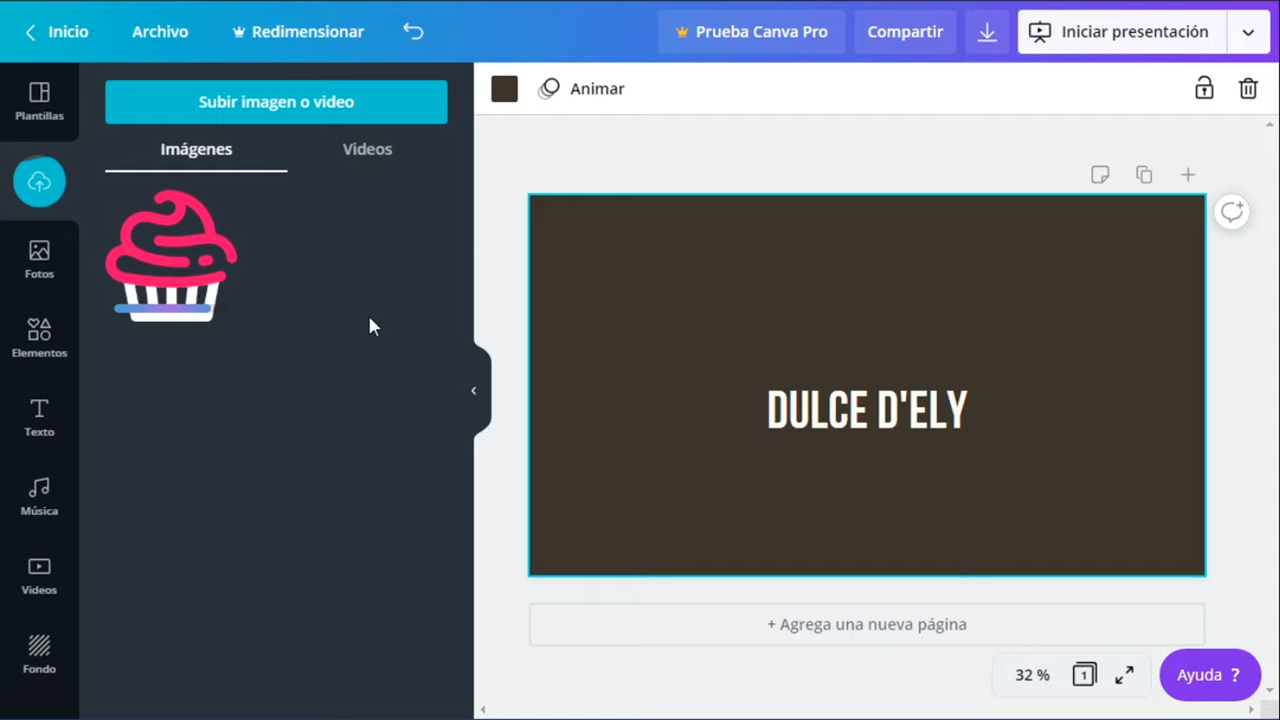 Inicio
Archivo
Redimensionar
Prueba Canva Pro
Compartir
Iniciar presentación
Plantillas
Fotos
Elementos
Texto
Música
Videos
Fondo
Subir imagen o video
Imágenes
Videos
Animar
DULCE D'ELY
+ Agrega una nueva página
32 %
1
Ayuda ?